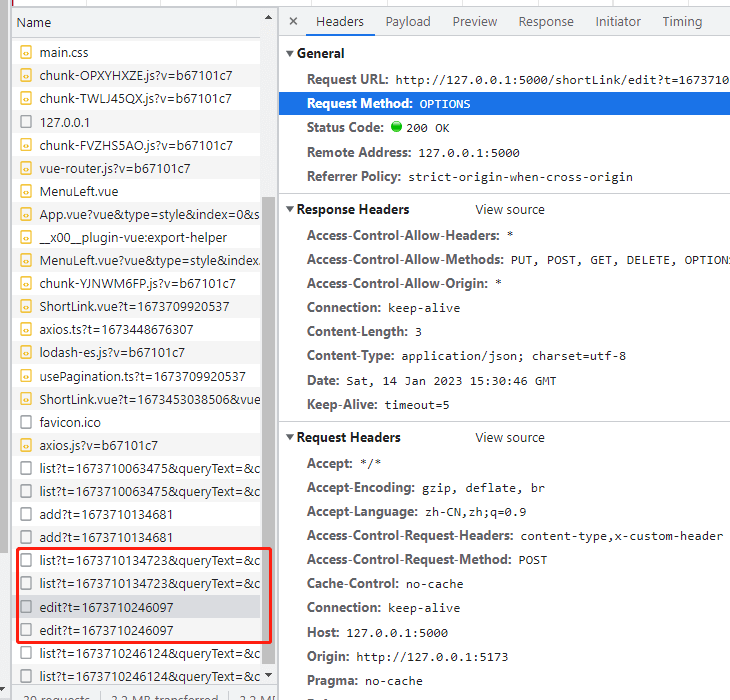 Name
main.css
chunk-OPXYHXZE.js?v=b67101c7
chunk-TWLJ45QX.js?v=b67101c7
127.0.0.1
chunk-FVZHS5AO.js?v=b67101c7
vue-router.js?v=b67101c7
MenuLeft.vue
App.vue?vue&type=style&index=0&s
__x00__plugin-vue:export-helper
MenuLeft.vue?vue&type=style&index.
chunk-YJNWM6FP.js?v=b67101c7
ShortLink.vue?t=1673709920537
axios.ts?t=1673448676307
lodash-es.js?v=b67101c7
usePagination.ts?t=1673709920537
ShortLink.vue?t=1673453038506&vue
favicon.ico
axios.js?v=b67101c7
list?t=1673710063475&queryText=&c
list?t=1673710063475&queryText=&c
add?t=1673710134681
add?t=1673710134681
list?t=1673710134723&queryText=&c
list?t=1673710134723&queryText=&c
edit?t=1673710246097
edit?t=1673710246097
list?t=1673710246124&queryText=&c
list?t=1673710246124&queryText=&c
Headers Payload Preview Response Initiator Timing
General
Request URL: http://127.0.0.1:5000/shortLink/edit?t=1673710
Request Method: OPTIONS
Status Code: 200 OK
Remote Address: 127.0.0.1:5000
Referrer Policy: strict-origin-when-cross-origin
Response Headers View source
Access-Control-Allow-Headers: *
Access-Control-Allow-Methods: PUT, POST, GET, DELETE, OPTION
Access-Control-Allow-Origin: *
Connection: keep-alive
Content-Length: 3
Content-Type: application/json; charset=utf-8
Date: Sat, 14 Jan 2023 15:30:46 GMT
Keep-Alive: timeout=5
Request Headers View source
Accept: */*
Accept-Encoding: gzip, deflate, br
Accept-Language: zh-CN,zh;q=0.9
Access-Control-Request-Headers: content-type,x-custom-header
Access-Control-Request-Method: POST
Cache-Control: no-cache
Connection: keep-alive
Host: 127.0.0.1:5000
Origin: http://127.0.0.1:5173
Pragma: no-cache